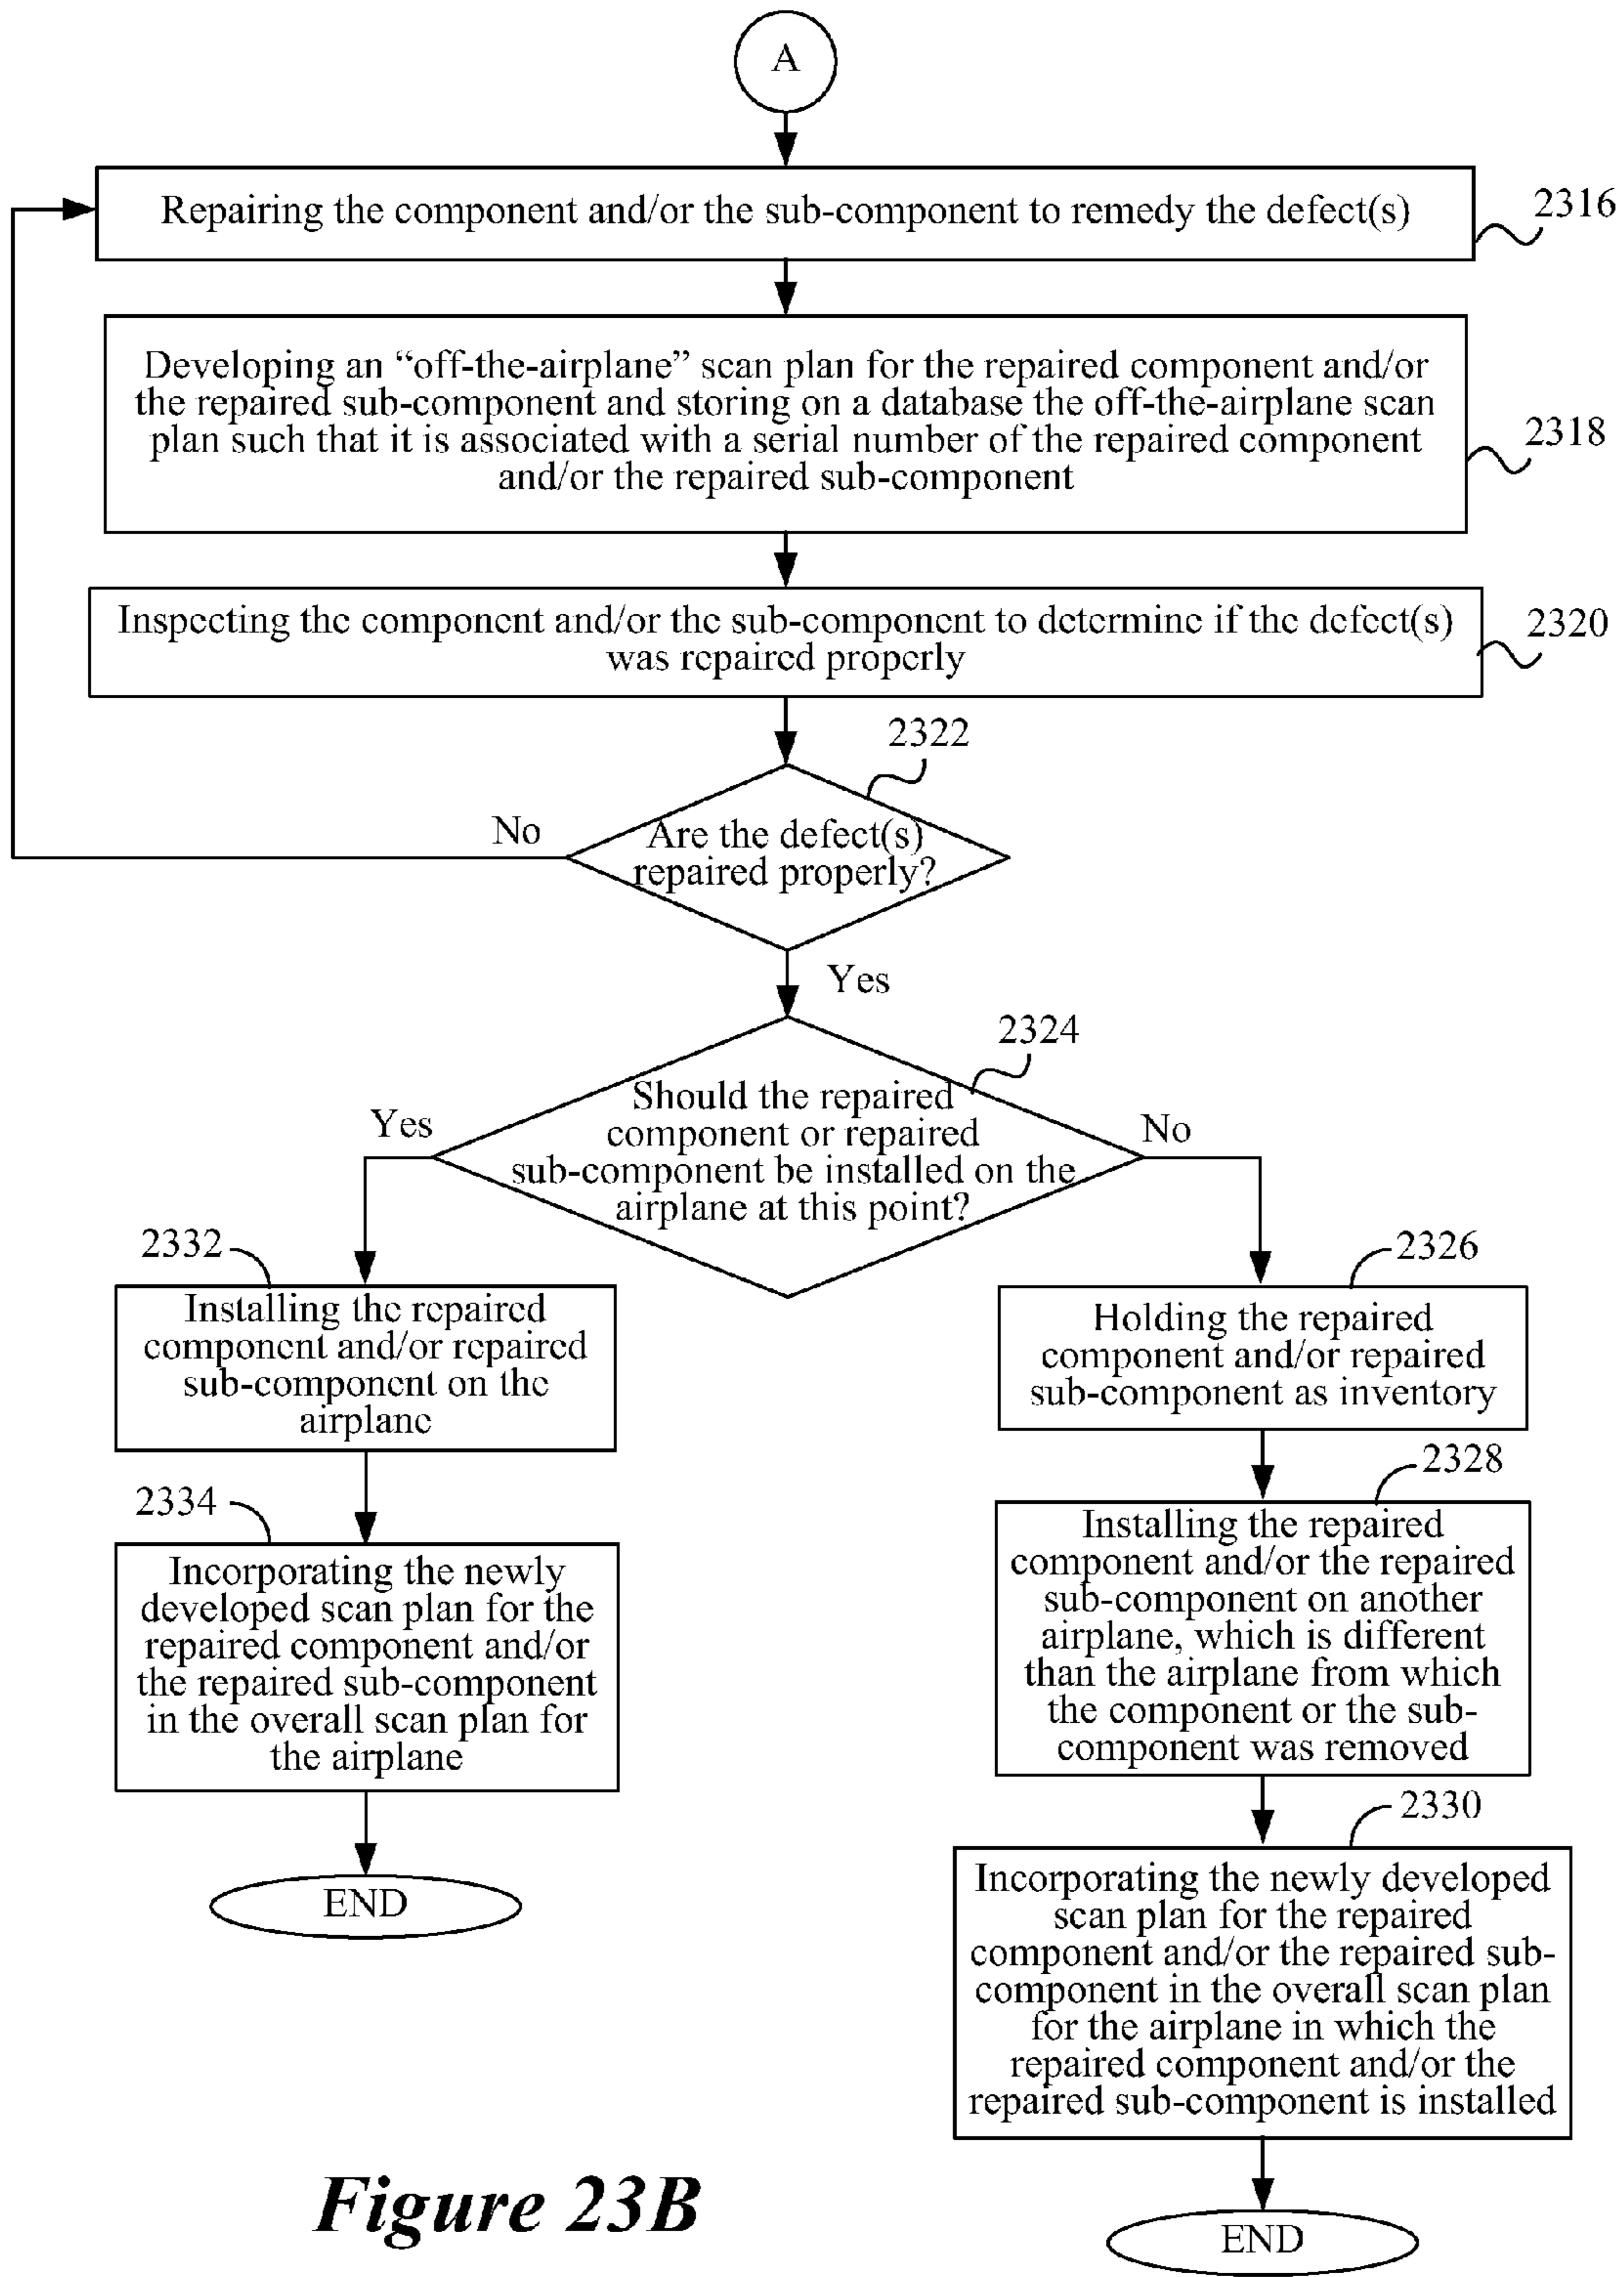 A
Repairing the component and/or the sub-component to remedy the defect(s)
2316
Developing an “off-the-airplane” scan plan for the repaired component and/or
the repaired sub-component and storing on a database the off-the-airplane scan
plan such that it is associated with a serial number of the repaired component
and/or the repaired sub-component
2318
Inspecting the component and/or the sub-component to determine if the defect(s)
was repaired properly
2320
2322
No
Are the defect(s)
repaired properly?
Yes
2324
Should the repaired
component or repaired
sub-component be installed on the
airplane at this point?
Yes
No
2332
Installing the repaired
component and/or repaired
sub-component on the
airplane
2334
Incorporating the newly
developed scan plan for the
repaired component and/or
the repaired sub-component
in the overall scan plan for
the airplane
END
2326
Holding the repaired
component and/or repaired
sub-component as inventory
2328
Installing the repaired
component and/or the repaired
sub-component on another
airplane, which is different
than the airplane from which
the component or the sub-
component was removed
2330
Incorporating the newly developed
scan plan for the repaired
component and/or the repaired sub-
component in the overall scan plan
for the airplane in which the
repaired component and/or the
repaired sub-component is installed
END
Figure 23B